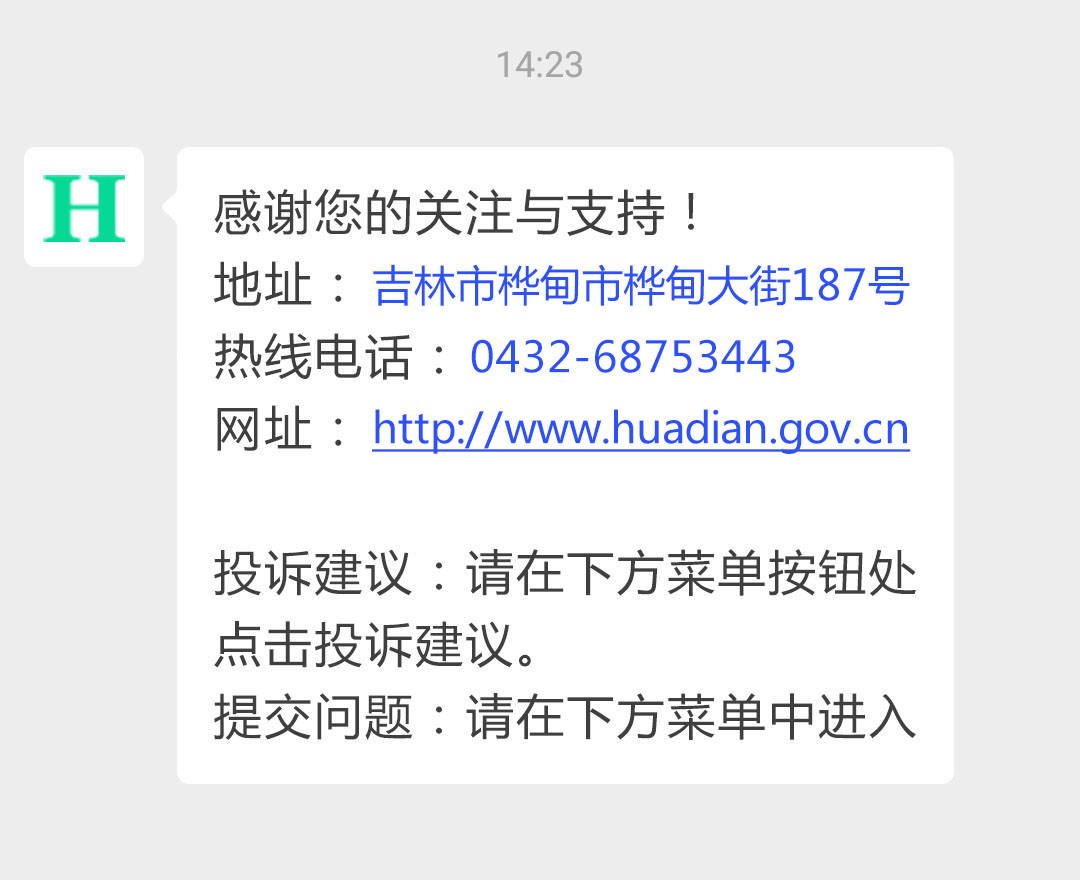 14:23
H
感谢您的关注与支持！
地址：吉林市桦甸市桦甸大街187号
热线电话：0432-68753443
网址：http://www.huadian.gov.cn
投诉建议：请在下方菜单按钮处
点击投诉建议。
提交问题：请在下方菜单中进入